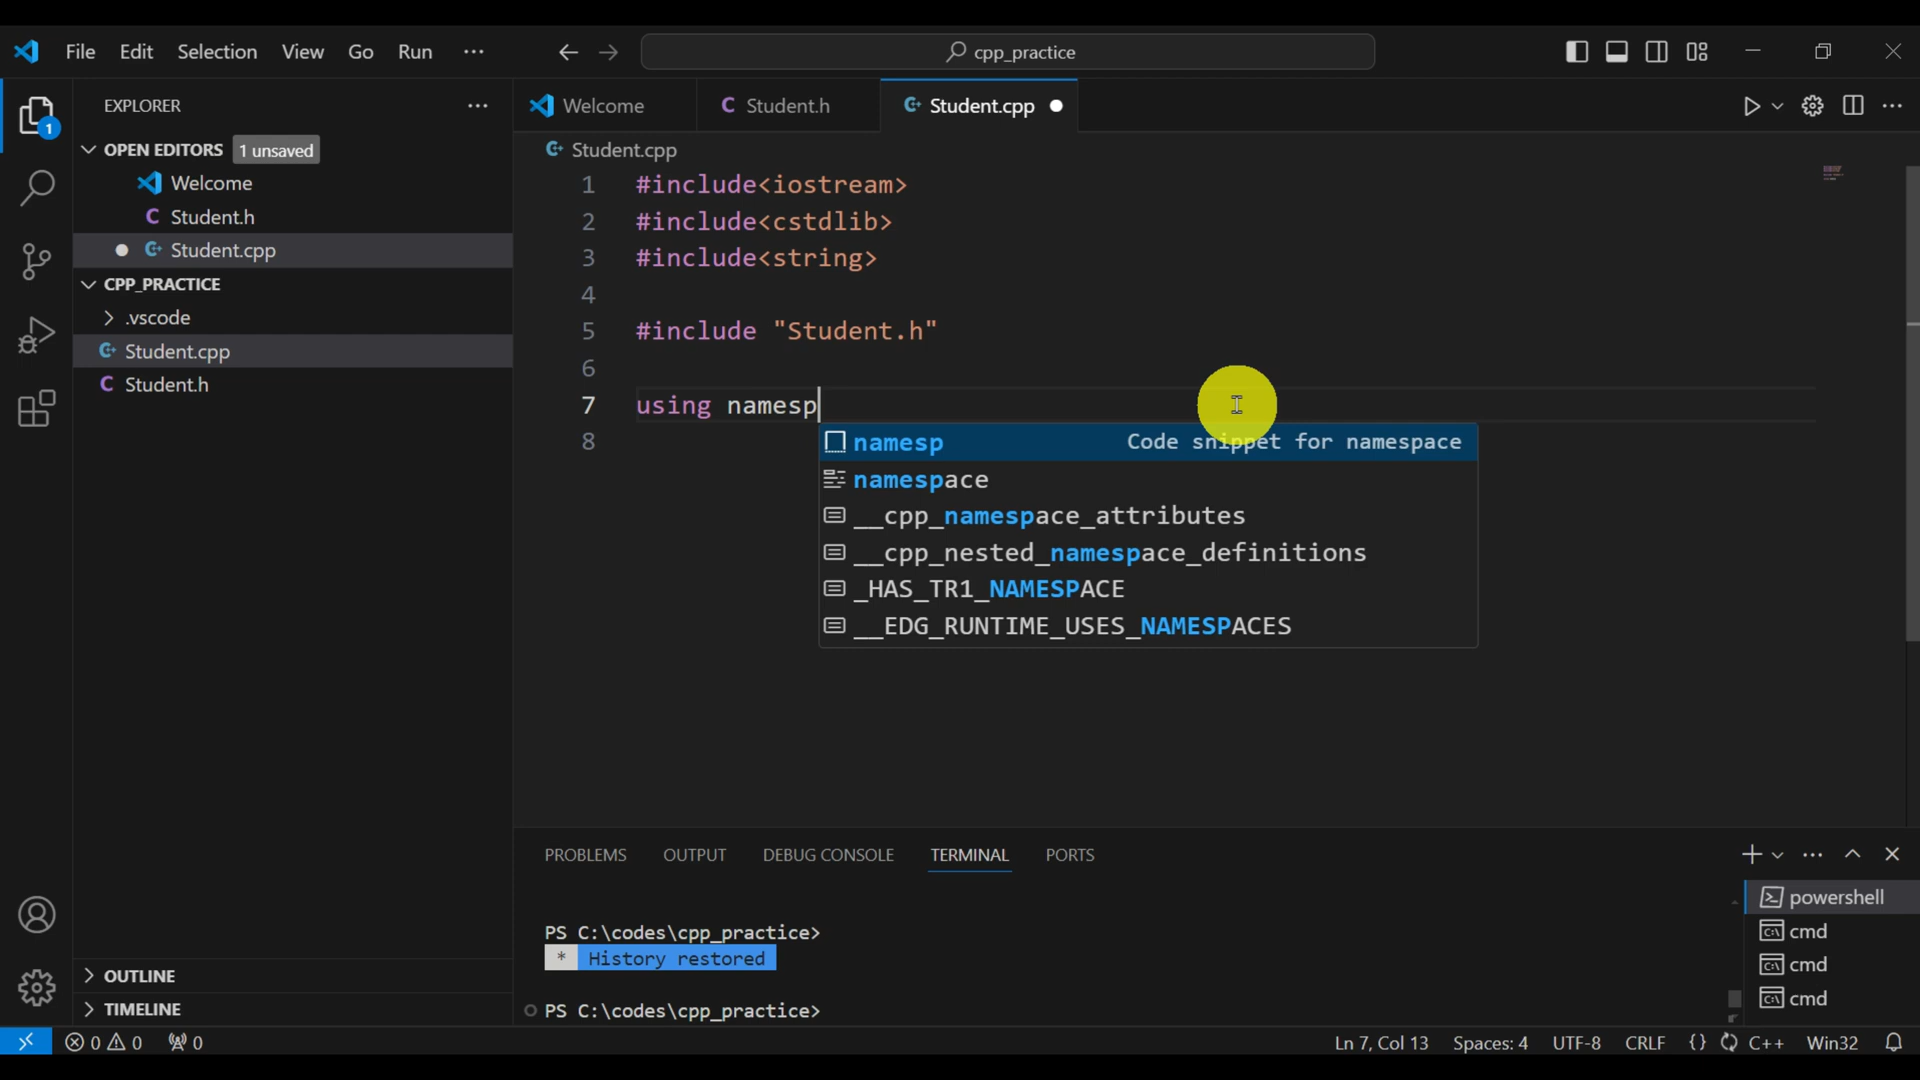 File Edit Selection View Go Run ···
cpp_practice
EXPLORER ···
OPEN EDITORS 1 unsaved
Welcome
Student.h
Student.cpp
CPP_PRACTICE
.vscode
Student.cpp
Student.h
OUTLINE
TIMELINE
Welcome Student.h Student.cpp
Student.cpp
1 #include<iostream>
2 #include<cstdlib>
3 #include<string>
4
5 #include "Student.h"
6
7 using namesp
8
namesp Code snippet for namespace
namespace
__cpp_namespace_attributes
__cpp_nested_namespace_definitions
_HAS_TR1_NAMESPACE
__EDG_RUNTIME_USES_NAMESPACES
PROBLEMS OUTPUT DEBUG CONSOLE TERMINAL PORTS
PS C:\codes\cpp_practice>
* History restored
PS C:\codes\cpp_practice>
powershell
cmd
cmd
cmd
0 0 0 Ln 7, Col 13 Spaces: 4 UTF-8 CRLF {} C++ Win32